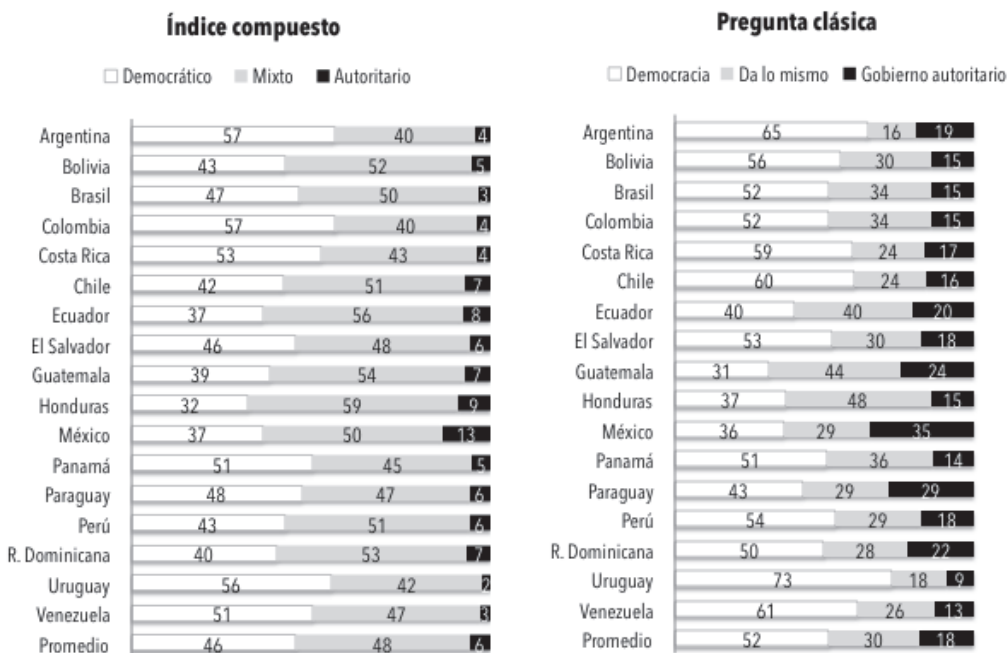 Índice compuesto
Democrático Mixto Autoritario
Argentina 57 40 4
Bolivia 43 52 5
Brasil 47 50 3
Colombia 57 40 4
Costa Rica 53 43 4
Chile 42 51 7
Ecuador 37 56 8
El Salvador 46 48 6
Guatemala 39 54 7
Honduras 32 59 9
México 37 50 13
Panamá 51 45 5
Paraguay 48 47 6
Perú 43 51 6
R. Dominicana 40 53 7
Uruguay 56 42 2
Venezuela 51 47 3
Promedio 46 48 6
Pregunta clásica
Democracia Da lo mismo Gobierno autoritario
Argentina 65 16 19
Bolivia 56 30 15
Brasil 52 34 15
Colombia 52 34 15
Costa Rica 59 24 17
Chile 60 24 16
Ecuador 40 40 20
El Salvador 53 30 18
Guatemala 31 44 24
Honduras 37 48 15
México 36 29 35
Panamá 51 36 14
Paraguay 43 29 29
Perú 54 29 18
R. Dominicana 50 28 22
Uruguay 73 18 9
Venezuela 61 26 13
Promedio 52 30 18